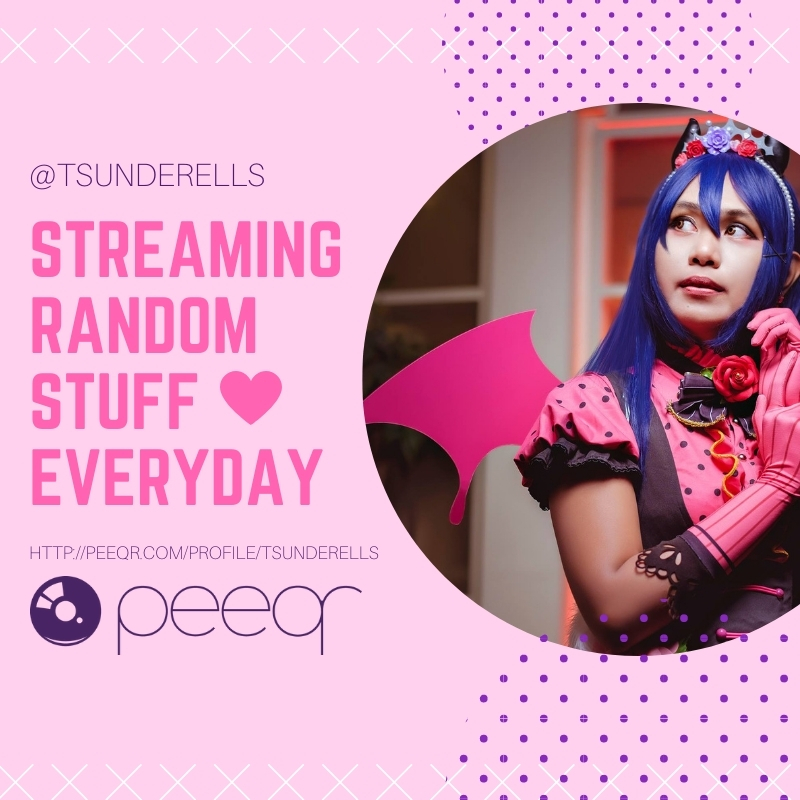 @TSUNDERELLS
STREAMING
RANDOM
STUFF
EVERYDAY
HTTP://PEEQR.COM/PROFILE/TSUNDERELLS
peeqr